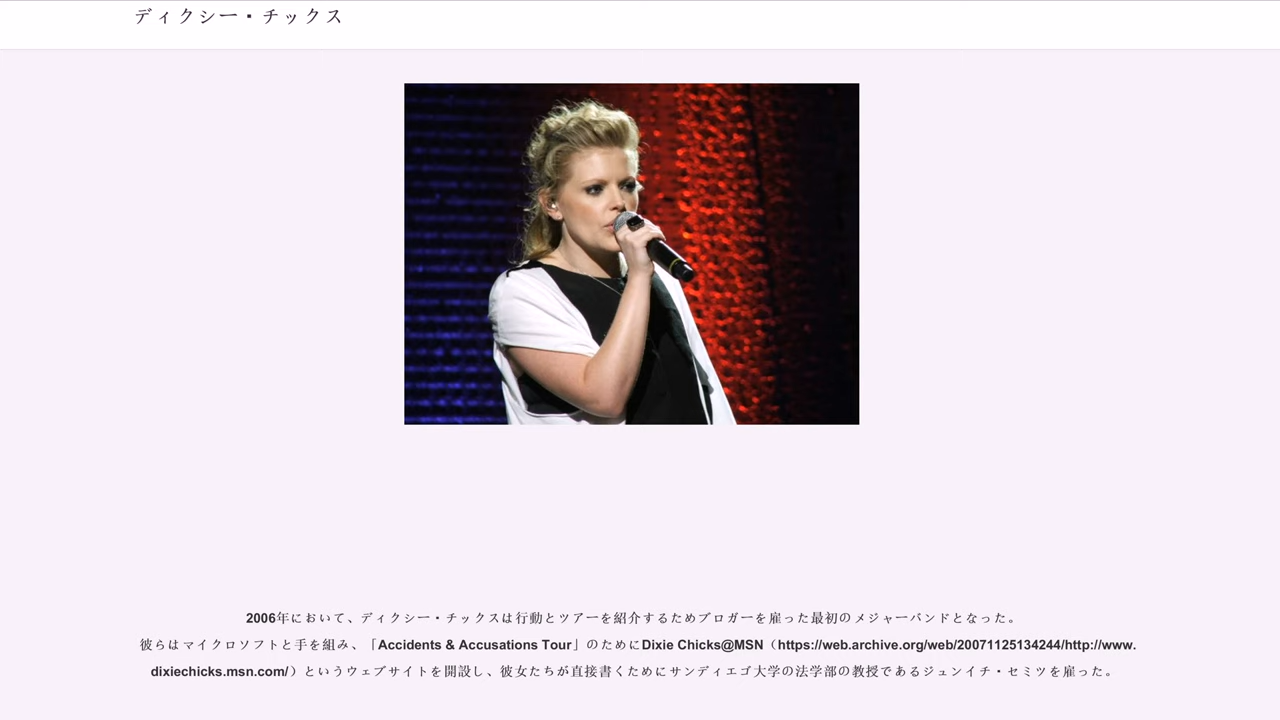 ディクシー・チックス
2006年において、ディクシー・チックスは行動とツアーを紹介するためブロガーを雇った最初のメジャーバンドとなった。
彼らはマイクロソフトと手を組み、「Accidents & Accusations Tour」のためにDixie Chicks@MSN（https://web.archive.org/web/20071125134244/http://www.
dixiechicks.msn.com/）というウェブサイトを開設し、彼女たちが直接書くためにサンディエゴ大学の法学部の教授であるジュンイチ・セミツを雇った。